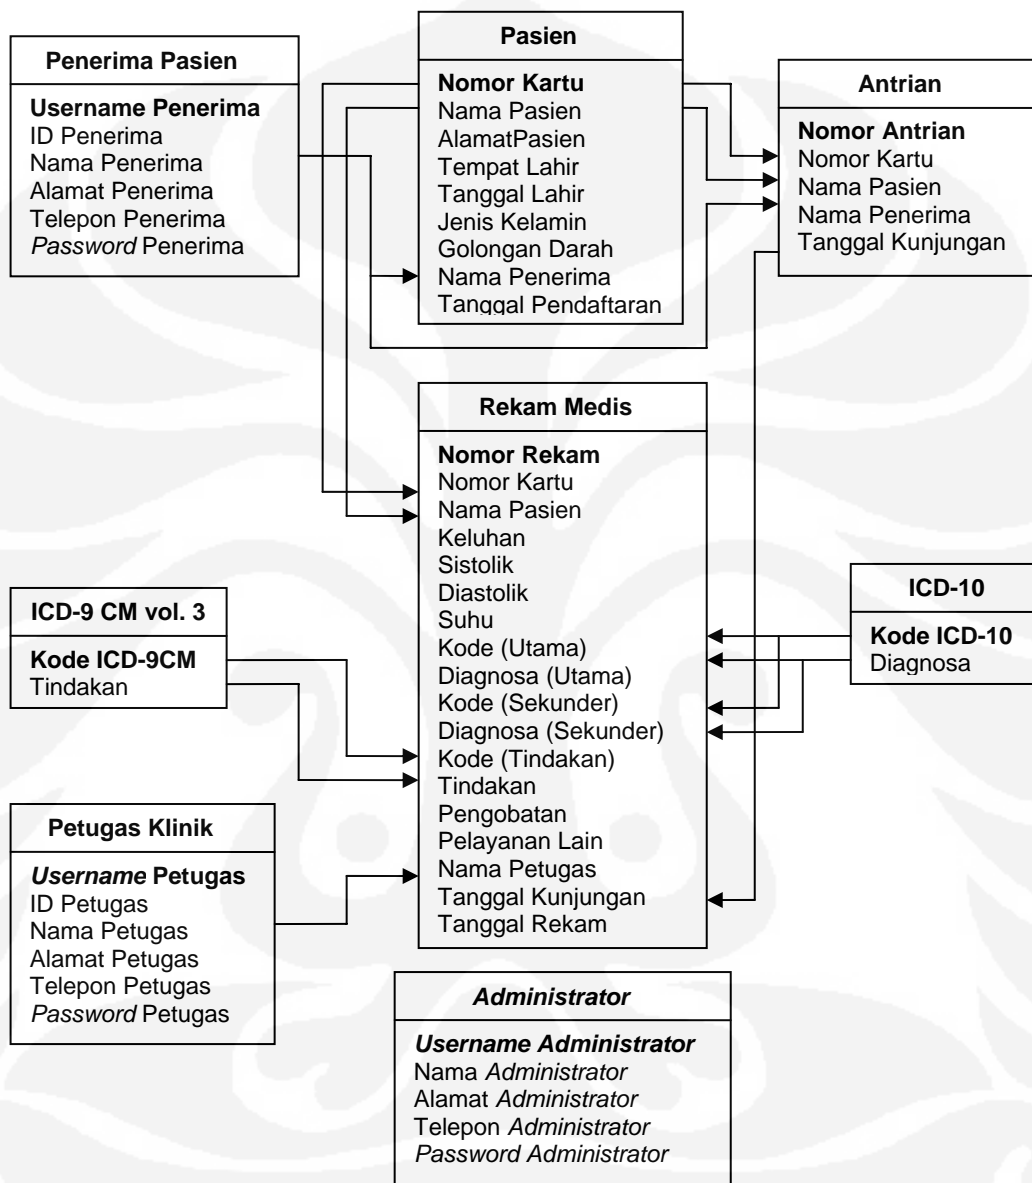 Penerima Pasien
Username Penerima
ID Penerima
Nama Penerima
Alamat Penerima
Telepon Penerima
Password Penerima
Pasien
Nomor Kartu
Nama Pasien
AlamatPasien
Tempat Lahir
Tanggal Lahir
Jenis Kelamin
Golongan Darah
Nama Penerima
Tanggal Pendaftaran
Antrian
Nomor Antrian
Nomor Kartu
Nama Pasien
Nama Penerima
Tanggal Kunjungan
Rekam Medis
Nomor Rekam
Nomor Kartu
Nama Pasien
Keluhan
Sistolik
Diastolik
Suhu
Kode (Utama)
Diagnosa (Utama)
Kode (Sekunder)
Diagnosa (Sekunder)
Kode (Tindakan)
Tindakan
Pengobatan
Pelayanan Lain
Nama Petugas
Tanggal Kunjungan
Tanggal Rekam
ICD-9 CM vol. 3
Kode ICD-9CM
Tindakan
ICD-10
Kode ICD-10
Diagnosa
Petugas Klinik
Username Petugas
ID Petugas
Nama Petugas
Alamat Petugas
Telepon Petugas
Password Petugas
Administrator
Username Administrator
Nama Administrator
Alamat Administrator
Telepon Administrator
Password Administrator